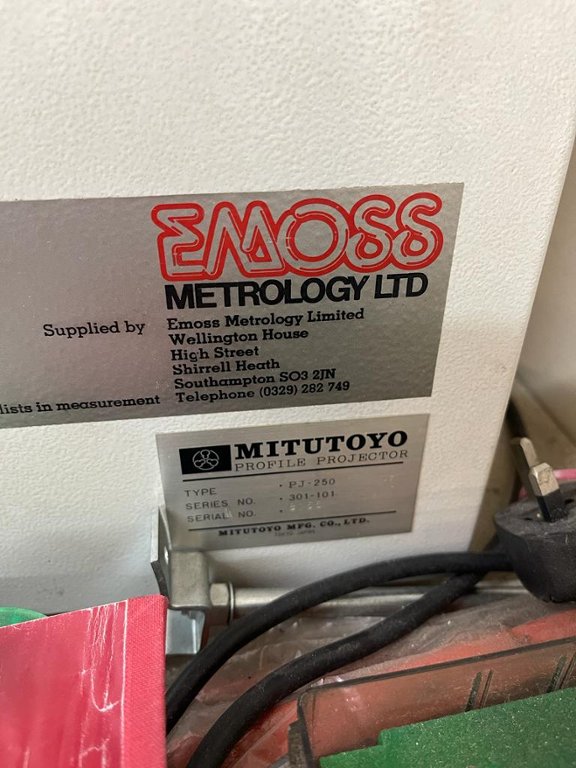 EMOSS
METROLOGY LTD
Supplied by Emoss Metrology Limited
Wellington House
High Street
Shirrell Heath
Southampton SO3 2JN
in measurement Telephone (0329) 282 749
MITUTOYO
PROFILE PROJECTOR
TYPE · PJ-250
SERIES NO. · 301-101
SERIAL NO. ·
MITUTOYO MFG. CO., LTD.
TOKYO JAPAN